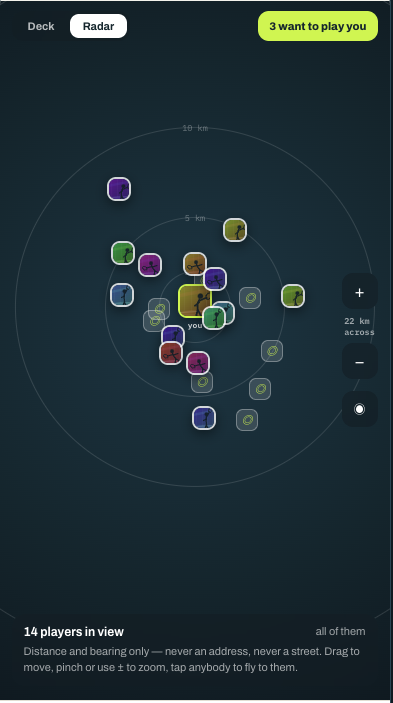 Deck
Radar
3 want to play you
10 km
5 km
you
22 km
across
14 players in view
all of them
Distance and bearing only — never an address, never a street. Drag to
move, pinch or use ± to zoom, tap anybody to fly to them.